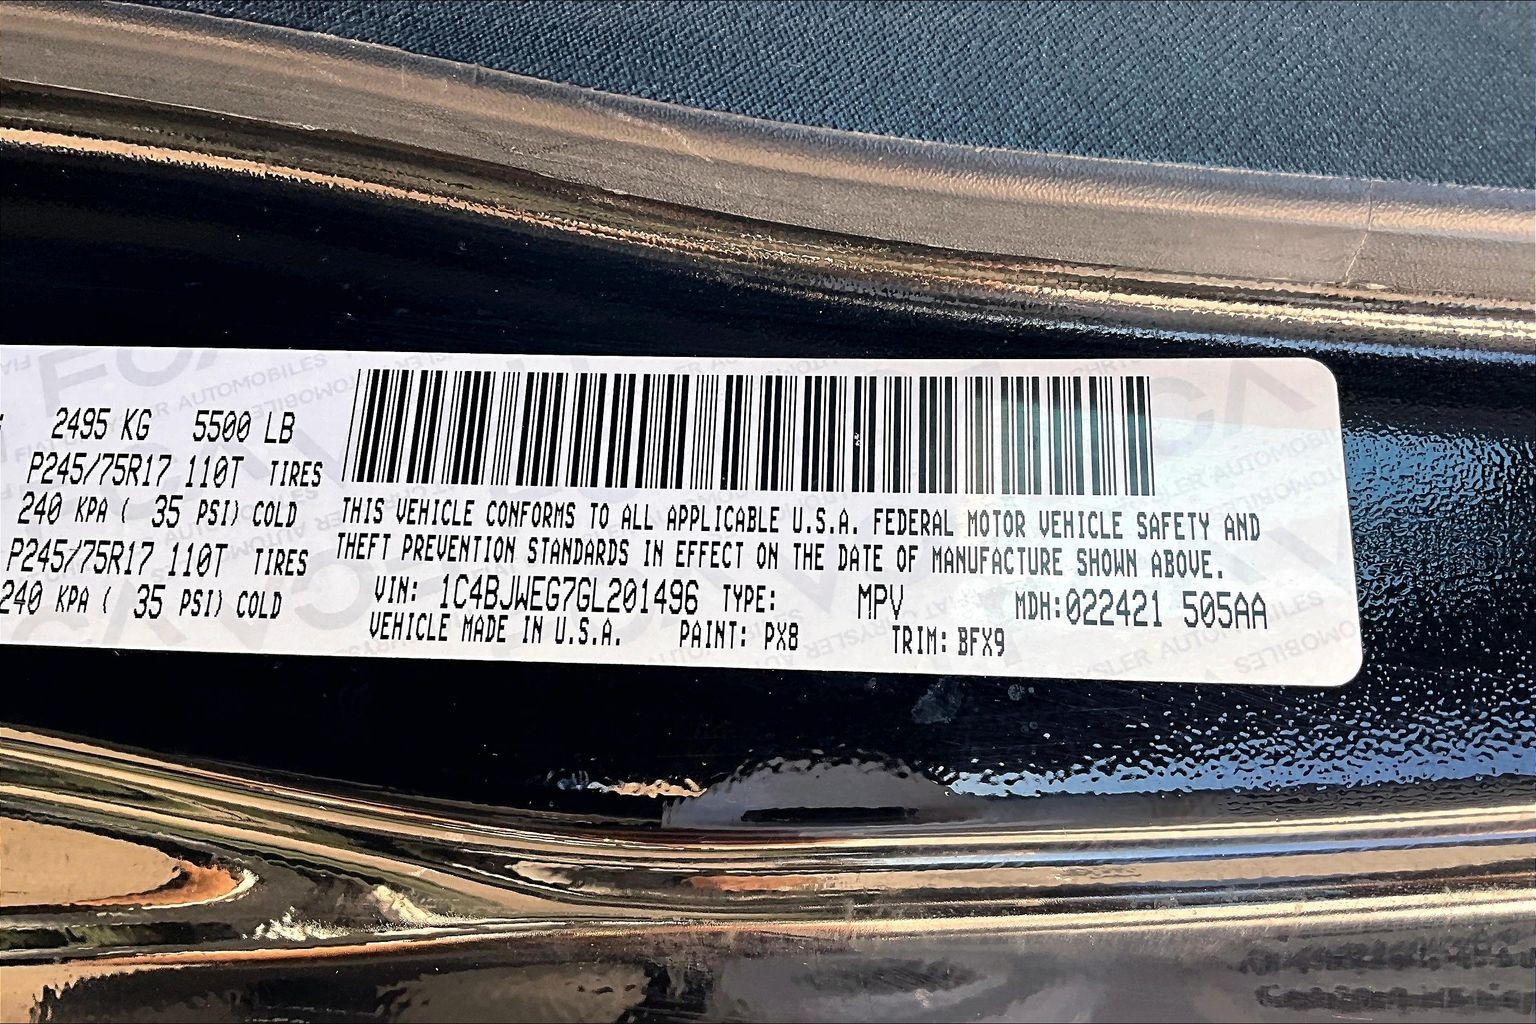 2495 KG 5500 LB
P245/75R17 110T TIRES
240 KPA ( 35 PSI) COLD
P245/75R17 110T TIRES
240 KPA ( 35 PSI) COLD
THIS VEHICLE CONFORMS TO ALL APPLICABLE U.S.A. FEDERAL MOTOR VEHICLE SAFETY AND
THEFT PREVENTION STANDARDS IN EFFECT ON THE DATE OF MANUFACTURE SHOWN ABOVE.
VIN: 1C4BJWEG7GL201496 TYPE: MPV MDH:022421 505AA
VEHICLE MADE IN U.S.A. PAINT: PX8 TRIM: BFX9